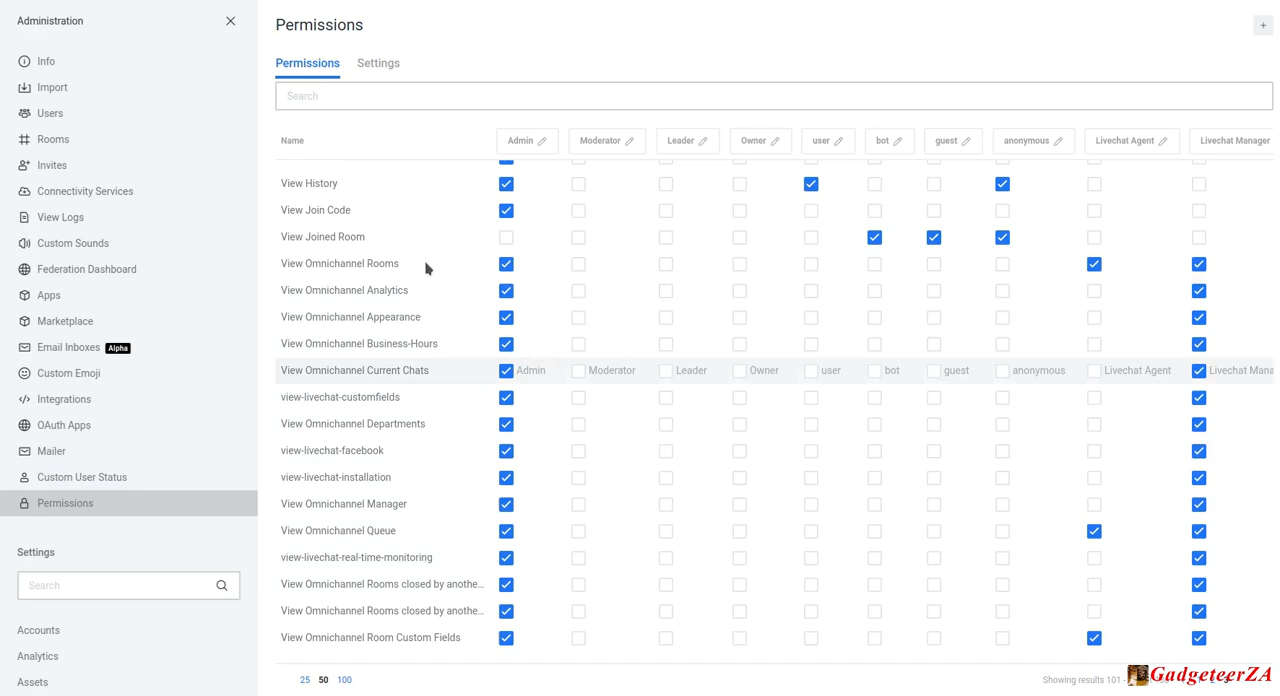 Administration
Info
Import
Users
Rooms
Invites
Connectivity Services
View Logs
Custom Sounds
Federation Dashboard
Apps
Marketplace
Email Inboxes Alpha
Custom Emoji
Integrations
OAuth Apps
Mailer
Custom User Status
Permissions
Settings
Search
Accounts
Analytics
Assets
Permissions
Permissions Settings
Search
Name Admin Moderator Leader Owner user bot guest anonymous Livechat Agent Livechat Manager
View History
View Join Code
View Joined Room
View Omnichannel Rooms
View Omnichannel Analytics
View Omnichannel Appearance
View Omnichannel Business-Hours
View Omnichannel Current Chats Admin Moderator Leader Owner user bot guest anonymous Livechat Agent Livechat Mana
view-livechat-customfields
View Omnichannel Departments
view-livechat-facebook
view-livechat-installation
View Omnichannel Manager
View Omnichannel Queue
view-livechat-real-time-monitoring
View Omnichannel Rooms closed by anothe...
View Omnichannel Rooms closed by anothe...
View Omnichannel Room Custom Fields
25 50 100
Showing results 101 -
GadgeteerZA